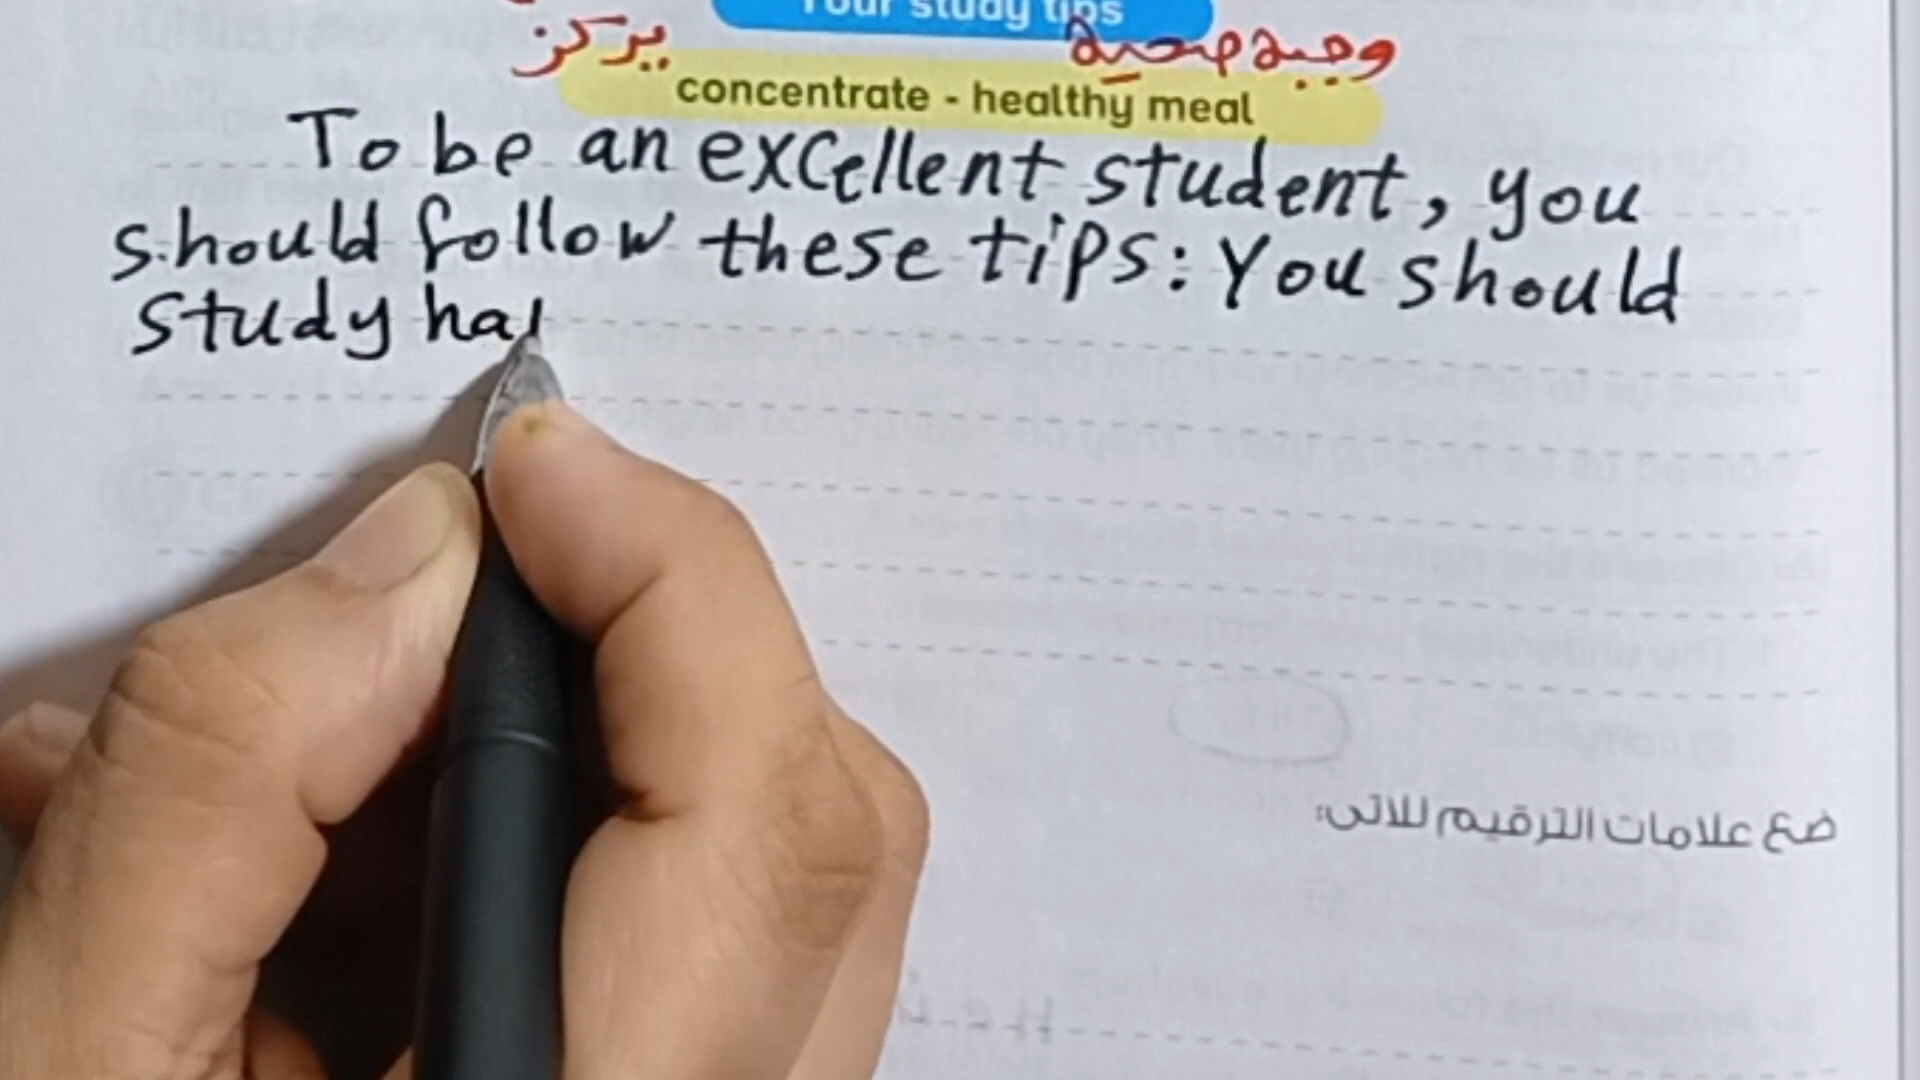 Your study tips
يركز وجبة صحية
concentrate - healthy meal
To be an excellent student, you
should follow these tips: You should
study ha
ضع علامات الترقيم للاتى: